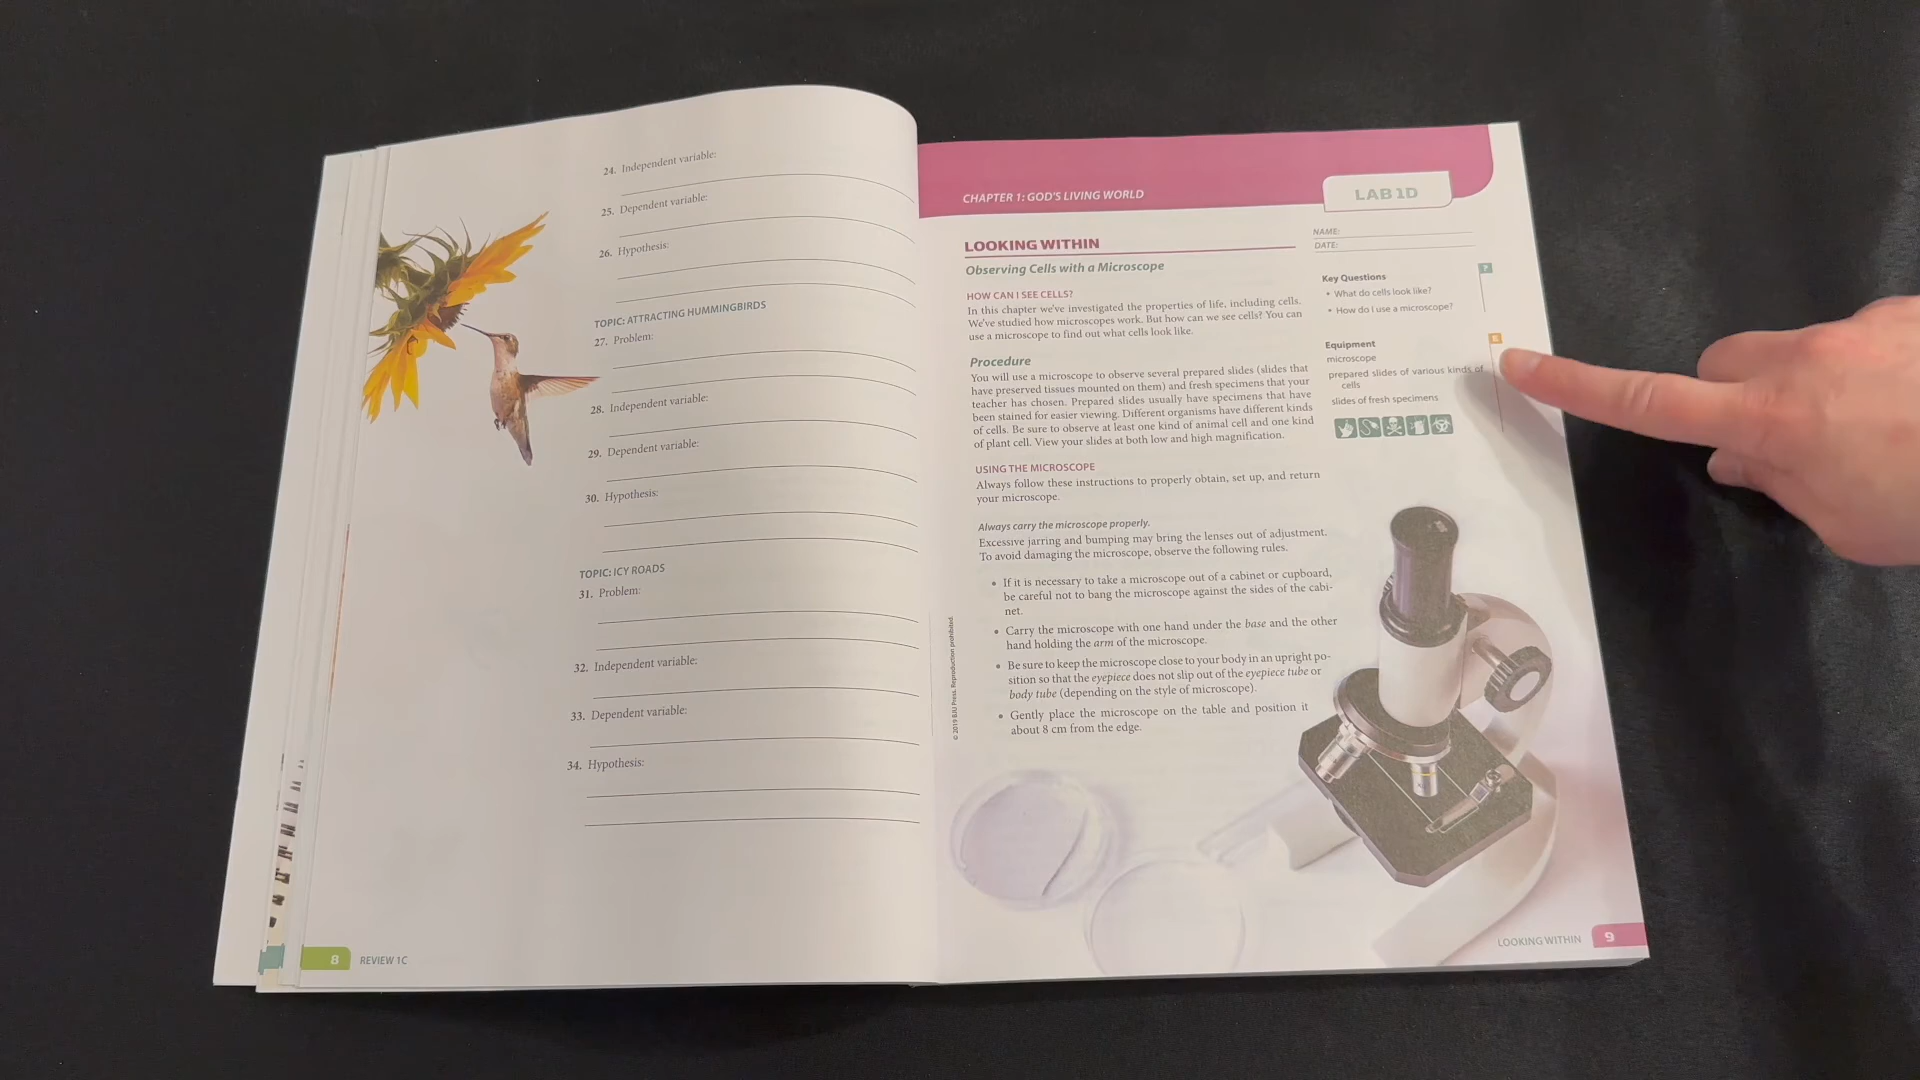 24. Independent variable:
25. Dependent variable:
26. Hypothesis:
TOPIC: ATTRACTING HUMMINGBIRDS
27. Problem:
28. Independent variable:
29. Dependent variable:
30. Hypothesis:
TOPIC: ICY ROADS
31. Problem:
32. Independent variable:
33. Dependent variable:
34. Hypothesis:
8 REVIEW 1C
CHAPTER 1: GOD'S LIVING WORLD
LAB 1D
NAME:
DATE:
LOOKING WITHIN
Observing Cells with a Microscope
HOW CAN I SEE CELLS?
In this chapter we've investigated the properties of life, including cells.
We've studied how microscopes work. But how can we see cells? You can
use a microscope to find out what cells look like.
Procedure
You will use a microscope to observe several prepared slides (slides that
have preserved tissues mounted on them) and fresh specimens that your
teacher has chosen. Prepared slides usually have specimens that have
been stained for easier viewing. Different organisms have different kinds
of cells. Be sure to observe at least one kind of animal cell and one kind
of plant cell. View your slides at both low and high magnification.
USING THE MICROSCOPE
Always follow these instructions to properly obtain, set up, and return
your microscope.
Always carry the microscope properly.
Excessive jarring and bumping may bring the lenses out of adjustment.
To avoid damaging the microscope, observe the following rules.
• If it is necessary to take a microscope out of a cabinet or cupboard,
be careful not to bang the microscope against the sides of the cabi-
net.
• Carry the microscope with one hand under the base and the other
hand holding the arm of the microscope.
• Be sure to keep the microscope close to your body in an upright po-
sition so that the eyepiece does not slip out of the eyepiece tube or
body tube (depending on the style of microscope).
• Gently place the microscope on the table and position it
about 8 cm from the edge.
Key Questions
• What do cells look like?
• How do I use a microscope?
Equipment
microscope
prepared slides of various kinds of
cells
slides of fresh specimens
© 2019 BJU Press. Reproduction prohibited.
LOOKING WITHIN 9